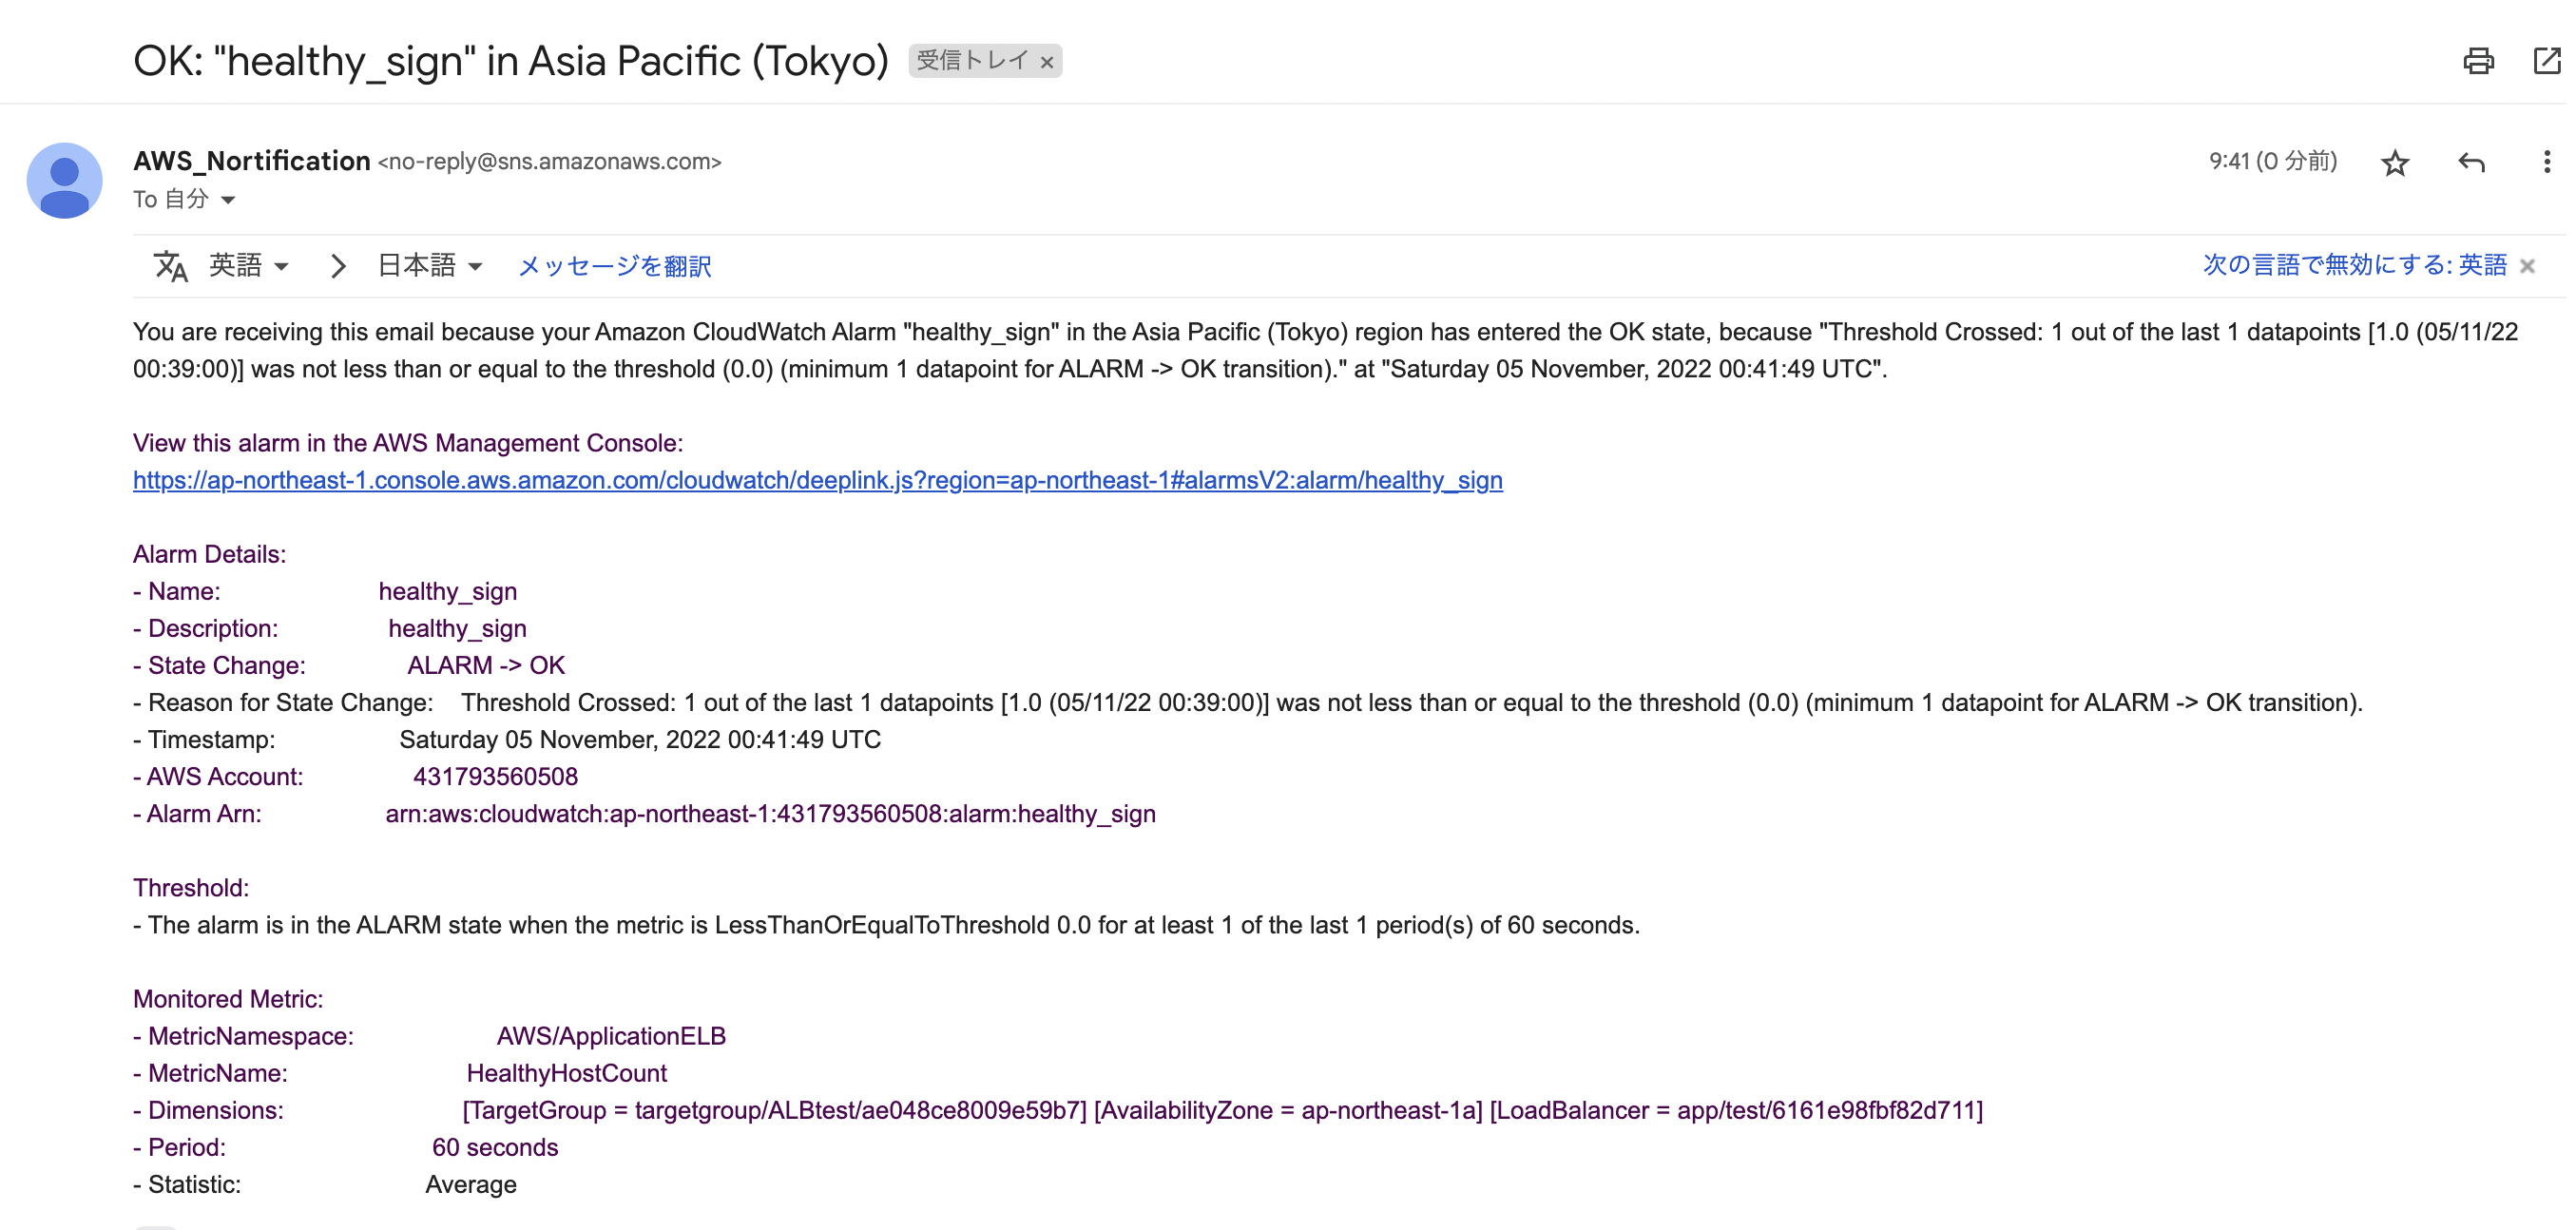 OK: "healthy_sign" in Asia Pacific (Tokyo) 受信トレイ ×
AWS_Nortification <no-reply@sns.amazonaws.com> 9:41 (0 分前)
To 自分
英語 > 日本語 メッセージを翻訳 次の言語で無効にする: 英語 ×
You are receiving this email because your Amazon CloudWatch Alarm "healthy_sign" in the Asia Pacific (Tokyo) region has entered the OK state, because "Threshold Crossed: 1 out of the last 1 datapoints [1.0 (05/11/22
00:39:00)] was not less than or equal to the threshold (0.0) (minimum 1 datapoint for ALARM -> OK transition)." at "Saturday 05 November, 2022 00:41:49 UTC".
View this alarm in the AWS Management Console:
https://ap-northeast-1.console.aws.amazon.com/cloudwatch/deeplink.js?region=ap-northeast-1#alarmsV2:alarm/healthy_sign
Alarm Details:
- Name: healthy_sign
- Description: healthy_sign
- State Change: ALARM -> OK
- Reason for State Change: Threshold Crossed: 1 out of the last 1 datapoints [1.0 (05/11/22 00:39:00)] was not less than or equal to the threshold (0.0) (minimum 1 datapoint for ALARM -> OK transition).
- Timestamp: Saturday 05 November, 2022 00:41:49 UTC
- AWS Account: 431793560508
- Alarm Arn: arn:aws:cloudwatch:ap-northeast-1:431793560508:alarm:healthy_sign
Threshold:
- The alarm is in the ALARM state when the metric is LessThanOrEqualToThreshold 0.0 for at least 1 of the last 1 period(s) of 60 seconds.
Monitored Metric:
- MetricNamespace: AWS/ApplicationELB
- MetricName: HealthyHostCount
- Dimensions: [TargetGroup = targetgroup/ALBtest/ae048ce8009e59b7] [AvailabilityZone = ap-northeast-1a] [LoadBalancer = app/test/6161e98fbf82d711]
- Period: 60 seconds
- Statistic: Average